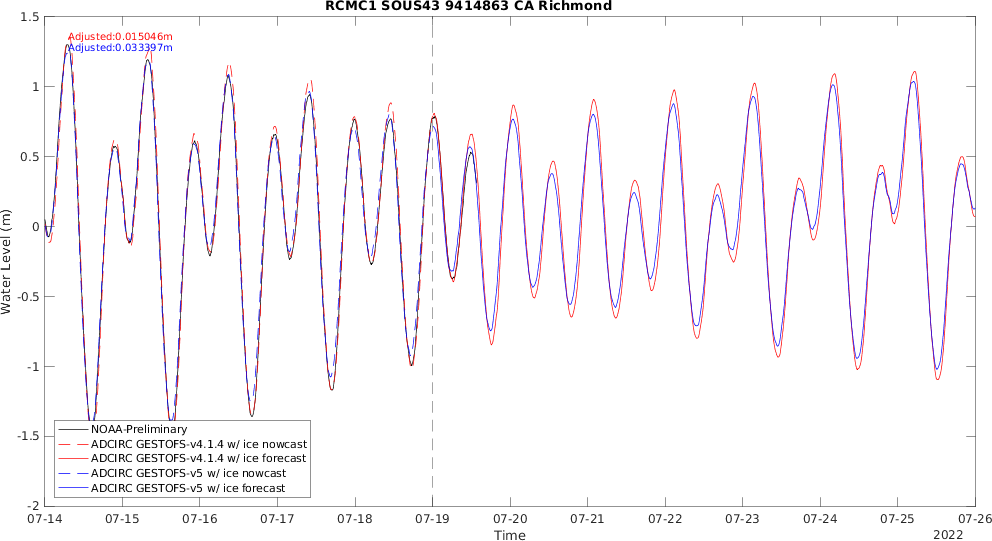 RCMC1 SOUS43 9414863 CA Richmond
Adjusted:0.015046m
Adjusted:0.033397m
Water Level (m)
1.5
1
0.5
0
-0.5
-1
-1.5
-2
NOAA-Preliminary
ADCIRC GESTOFS-v4.1.4 w/ ice nowcast
ADCIRC GESTOFS-v4.1.4 w/ ice forecast
ADCIRC GESTOFS-v5 w/ ice nowcast
ADCIRC GESTOFS-v5 w/ ice forecast
07-14 07-15 07-16 07-17 07-18 07-19 07-20 07-21 07-22 07-23 07-24 07-25 07-26
Time
2022